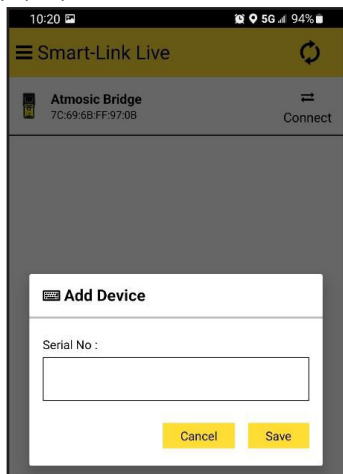 10:20 5G 94%
Smart-Link Live
Atmosic Bridge
7C:69:6B:FF:97:0B
Connect
Add Device
Serial No :
Cancel Save